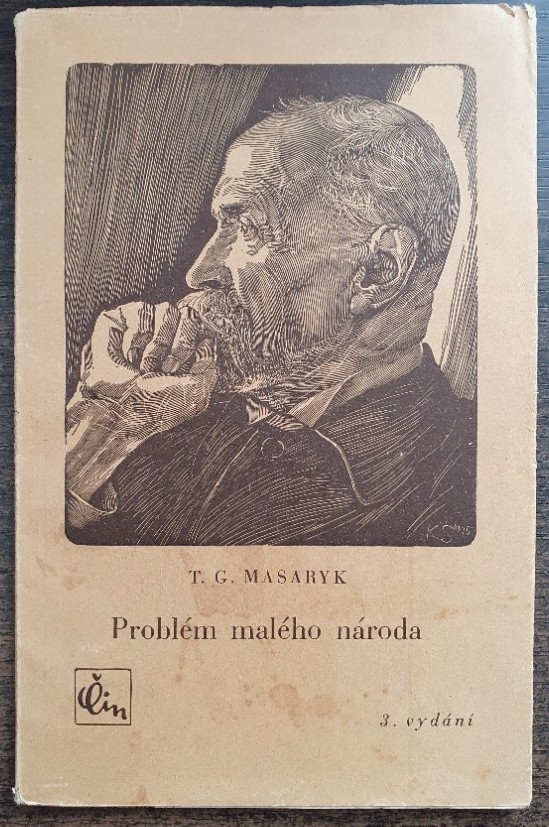 T. G. MASARYK
Problém malého národa
Čin
3. vydání